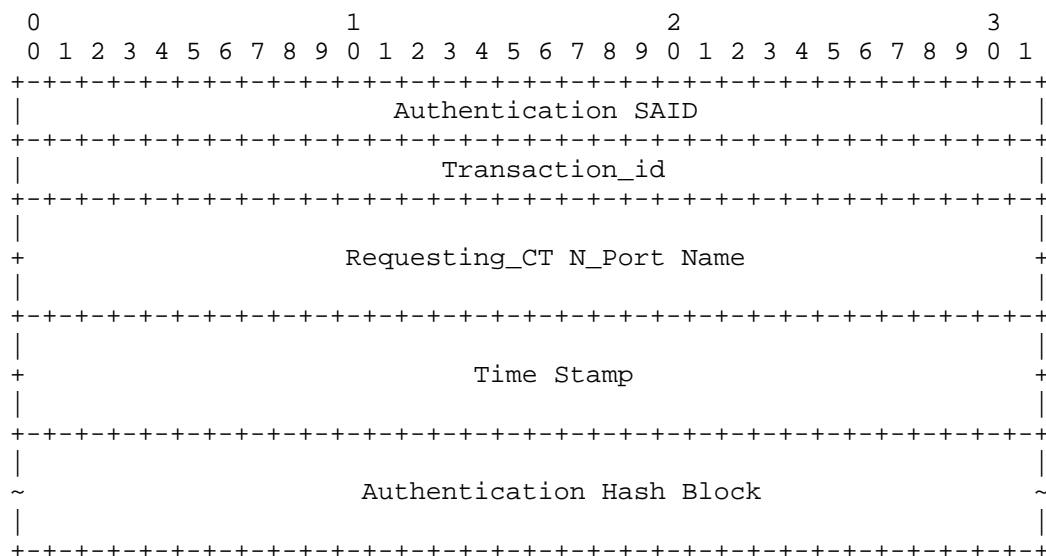 0                   1                   2                   3
 0 1 2 3 4 5 6 7 8 9 0 1 2 3 4 5 6 7 8 9 0 1 2 3 4 5 6 7 8 9 0 1
+-+-+-+-+-+-+-+-+-+-+-+-+-+-+-+-+-+-+-+-+-+-+-+-+-+-+-+-+-+-+-+-+
|                       Authentication SAID                     |
+-+-+-+-+-+-+-+-+-+-+-+-+-+-+-+-+-+-+-+-+-+-+-+-+-+-+-+-+-+-+-+-+
|                          Transaction_id                       |
+-+-+-+-+-+-+-+-+-+-+-+-+-+-+-+-+-+-+-+-+-+-+-+-+-+-+-+-+-+-+-+-+
|                                                               |
+                    Requesting_CT N_Port Name                  +
|                                                               |
+-+-+-+-+-+-+-+-+-+-+-+-+-+-+-+-+-+-+-+-+-+-+-+-+-+-+-+-+-+-+-+-+
|                                                               |
+                            Time Stamp                         +
|                                                               |
+-+-+-+-+-+-+-+-+-+-+-+-+-+-+-+-+-+-+-+-+-+-+-+-+-+-+-+-+-+-+-+-+
|                                                               |
~                     Authentication Hash Block                 ~
|                                                               |
+-+-+-+-+-+-+-+-+-+-+-+-+-+-+-+-+-+-+-+-+-+-+-+-+-+-+-+-+-+-+-+-+